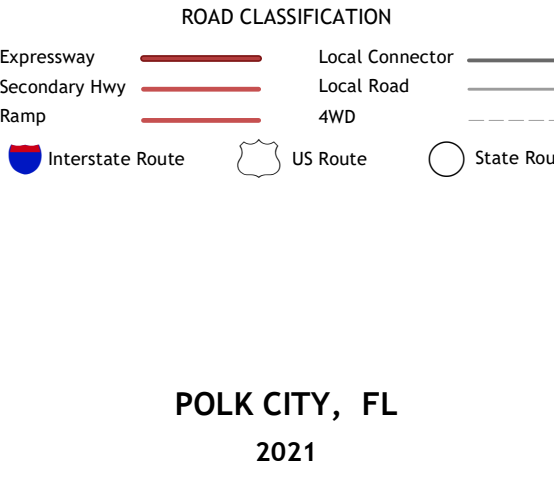 ROAD CLASSIFICATION
Expressway Local Connector
Secondary Hwy Local Road
Ramp 4WD
Interstate Route US Route State Rou
POLK CITY, FL
2021